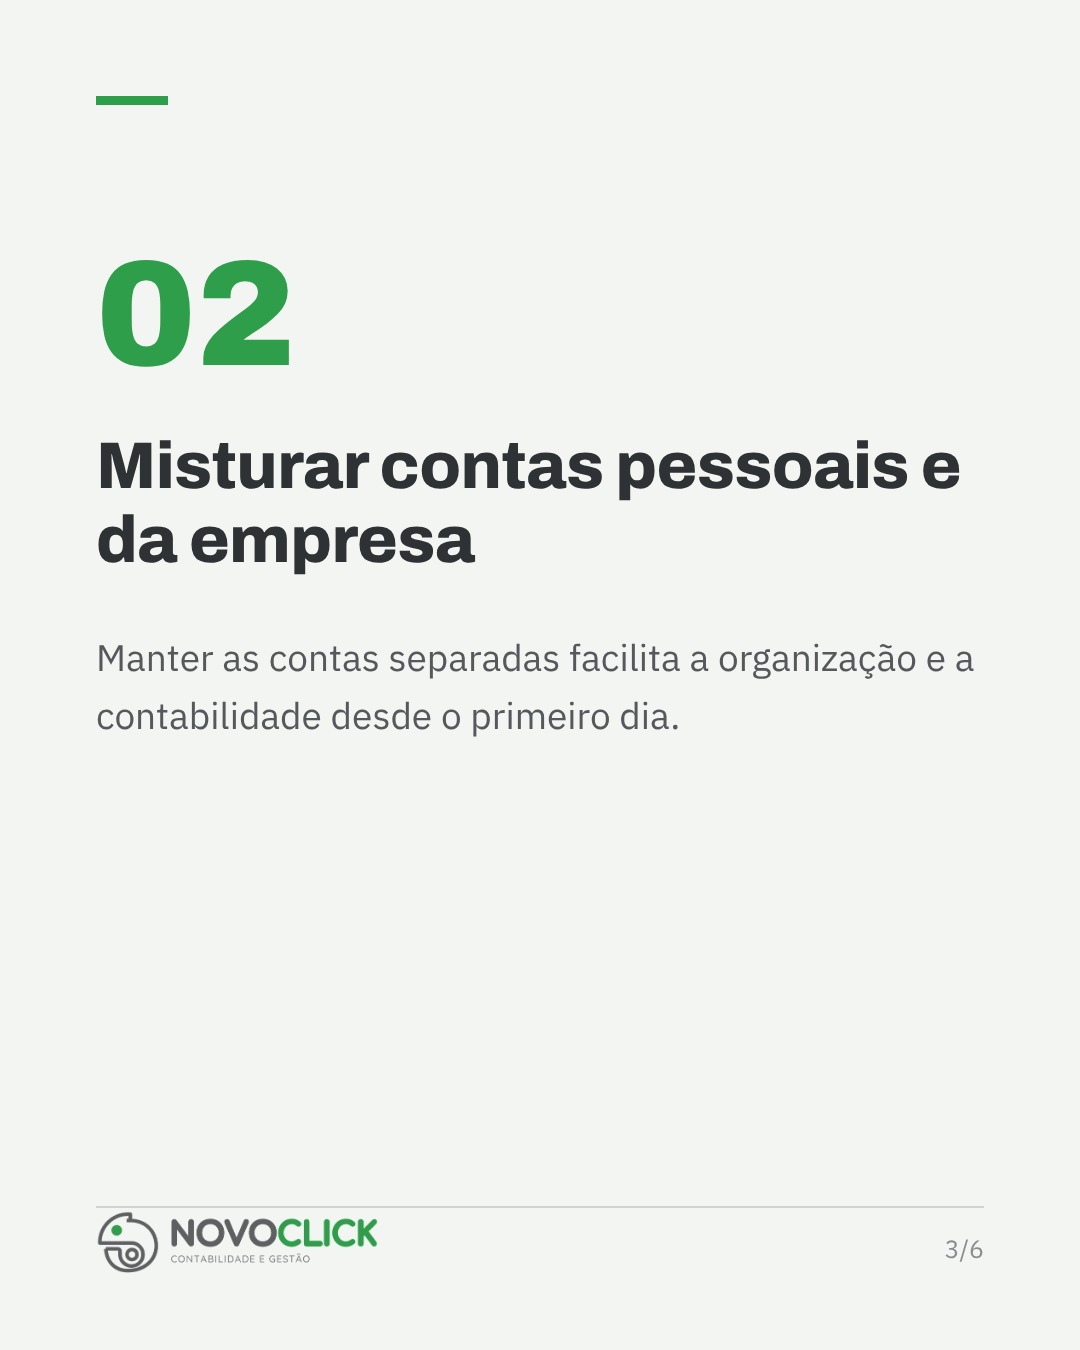 02
Misturar contas pessoais e
da empresa
Manter as contas separadas facilita a organização e a
contabilidade desde o primeiro dia.
NOVOCLICK
CONTABILIDADE E GESTÃO
3/6